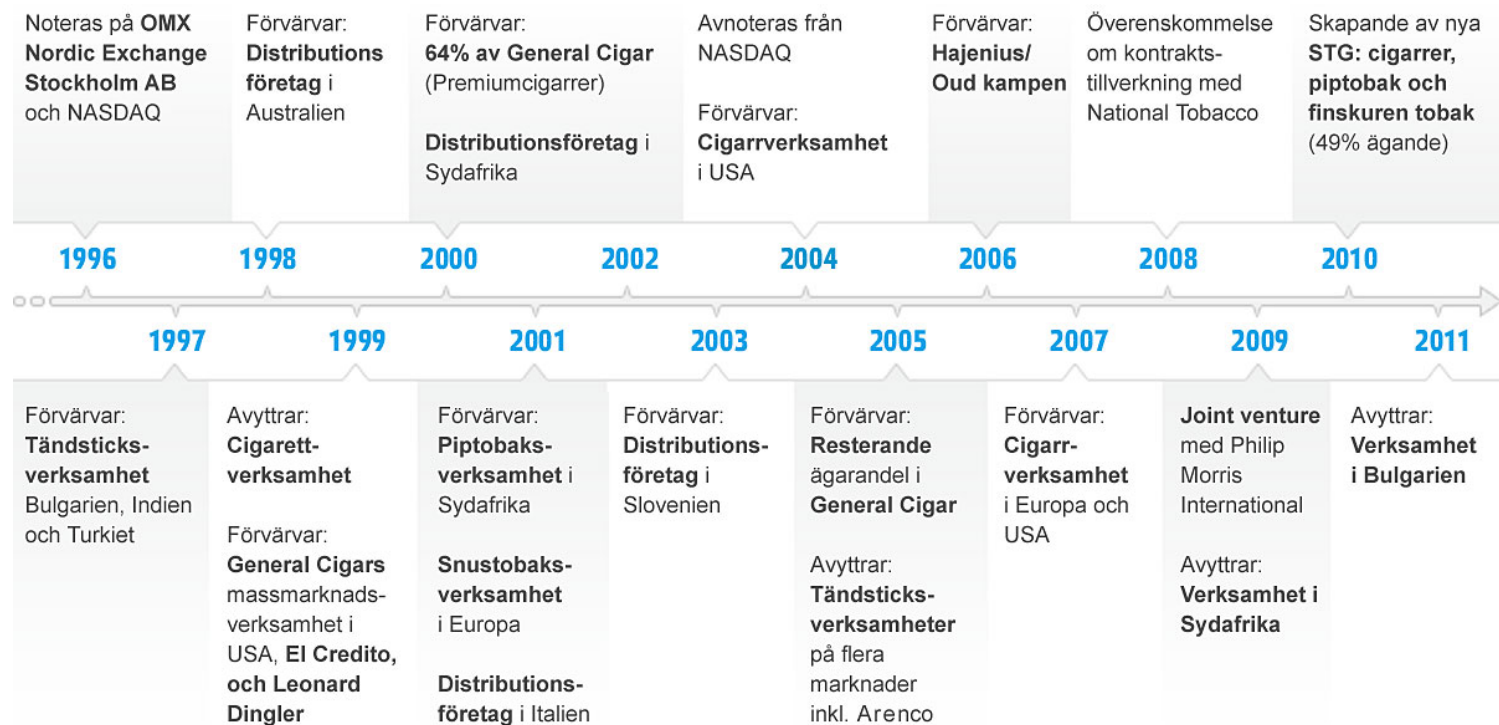 Noteras på OMX
Nordic Exchange
Stockholm AB
och NASDAQ
Förvärvar:
Distributions
företag i
Australien
Förvärvar:
64% av General Cigar
(Premiumcigarrer)
Distributionsföretag i
Sydafrika
Avnoteras från
NASDAQ
Förvärvar:
Cigarrverksamhet
i USA
Förvärvar:
Hajenius/
Oud kampen
Överenskommelse
om kontrakts-
tillverkning med
National Tobacco
Skapande av nya
STG: cigarrer,
piptobak och
finskuren tobak
(49% ägande)
1996 1998 2000 2002 2004 2006 2008 2010
1997 1999 2001 2003 2005 2007 2009 2011
Förvärvar:
Tändsticks-
verksamhet
Bulgarien, Indien
och Turkiet
Avyttrar:
Cigarett-
verksamhet
Förvärvar:
General Cigars
massmarknads-
verksamhet i
USA, El Credito,
och Leonard
Dingler
Förvärvar:
Piptobaks-
verksamhet i
Sydafrika
Snustobaks-
verksamhet
i Europa
Distributions-
företag i Italien
Förvärvar:
Distributions-
företag i
Slovenien
Förvärvar:
Resterande
ägarandel i
General Cigar
Avyttrar:
Tändsticks-
verksamheter
på flera
marknader
inkl. Arenco
Förvärvar:
Cigarr-
verksamhet
i Europa och
USA
Joint venture
med Philip
Morris
International
Avyttrar:
Verksamhet i
Sydafrika
Avyttrar:
Verksamhet
i Bulgarien